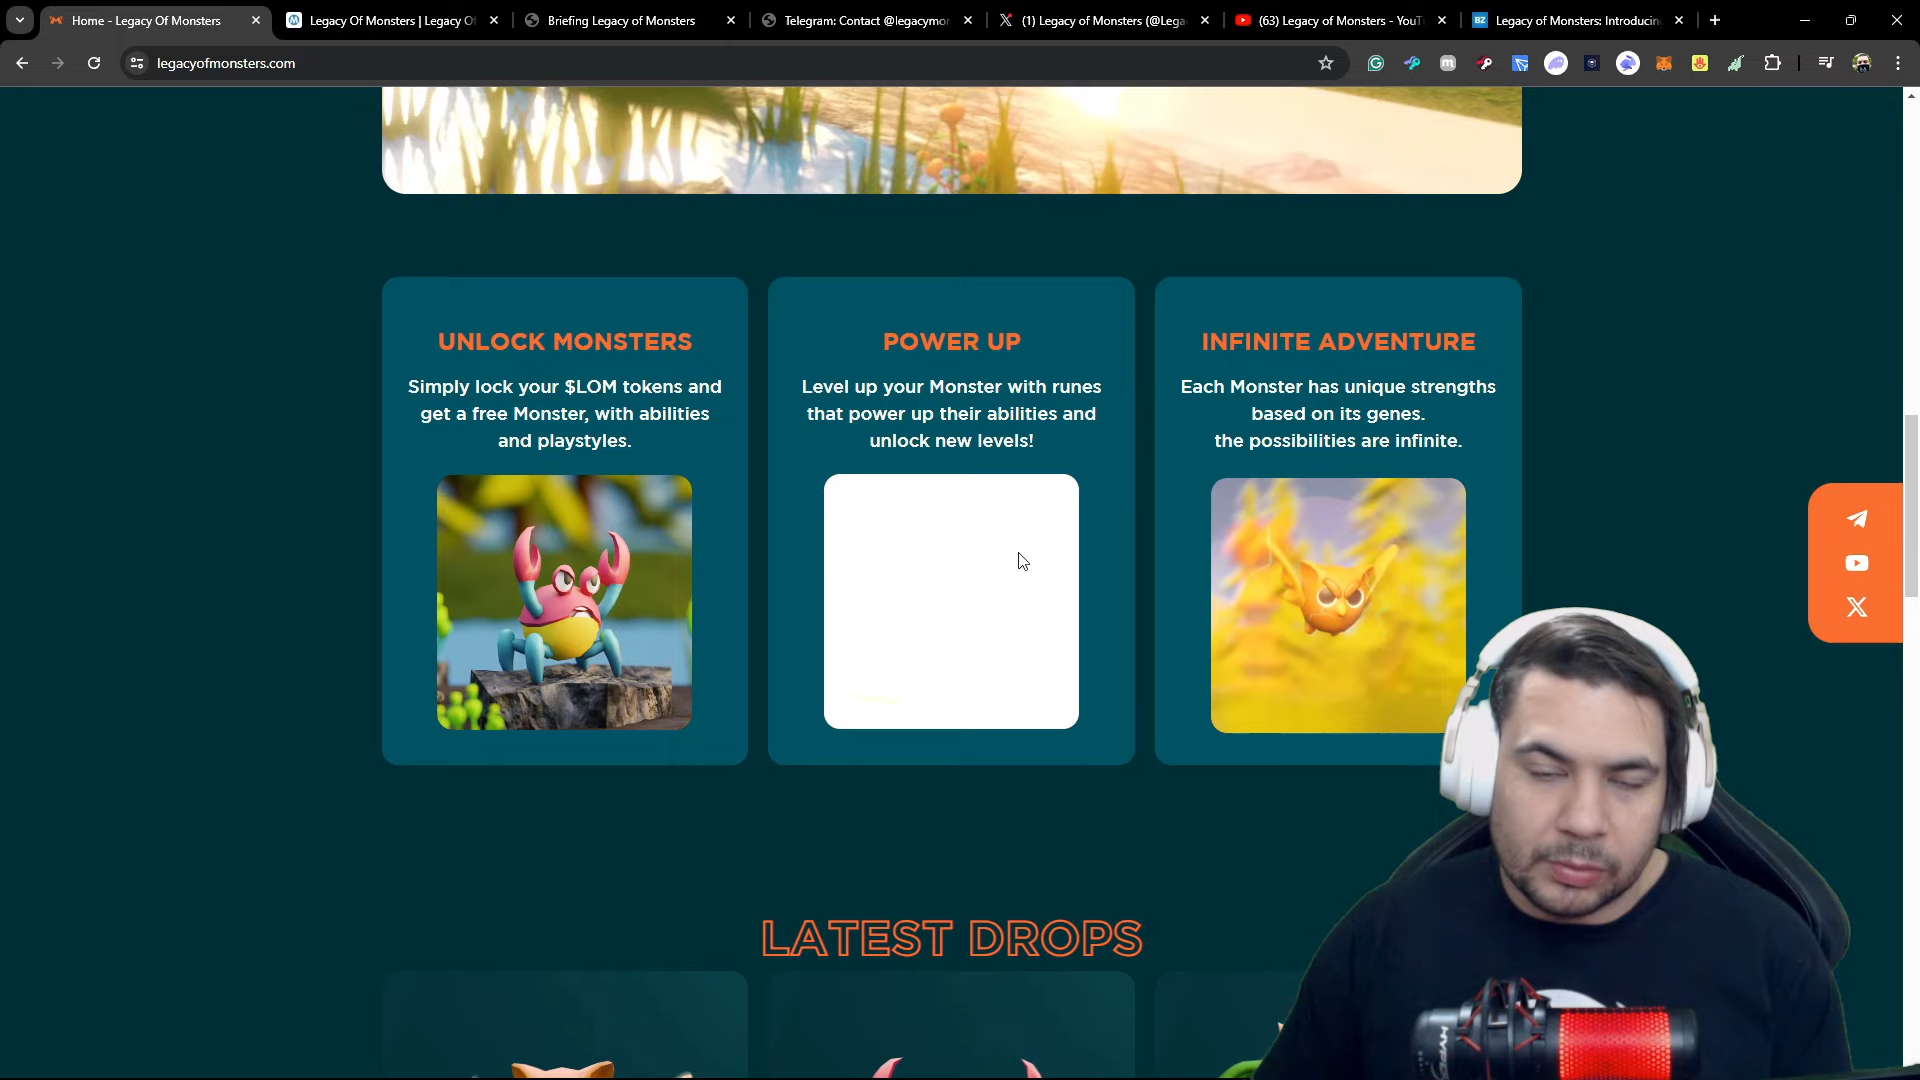 Home - Legacy Of Monsters
Legacy Of Monsters | Legacy Of
Briefing Legacy of Monsters
Telegram: Contact @legacymon
(1) Legacy of Monsters (@Lega
(63) Legacy of Monsters - YouT
BZ
Legacy of Monsters: Introducin
legacyofmonsters.com
UNLOCK MONSTERS
Simply lock your $LOM tokens and
get a free Monster, with abilities
and playstyles.
POWER UP
Level up your Monster with runes
that power up their abilities and
unlock new levels!
INFINITE ADVENTURE
Each Monster has unique strengths
based on its genes.
the possibilities are infinite.
LATEST DROPS